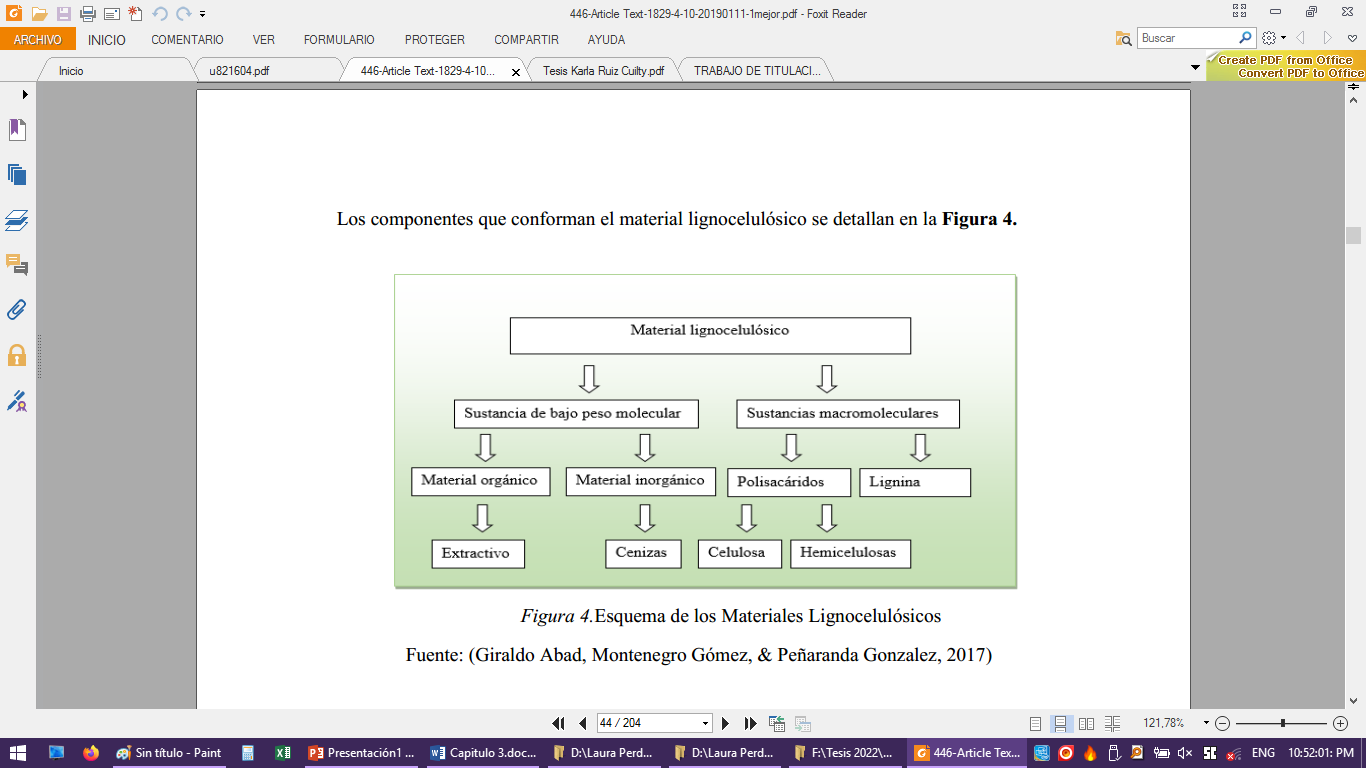 446-Article Text-1829-4-10-20190111-1mejor.pdf - Foxit Reader
ARCHIVO INICIO COMENTARIO VER FORMULARIO PROTEGER COMPARTIR AYUDA
Buscar
Inicio u821604.pdf 446-Article Text-1829-4-10... Tesis Karla Ruiz Cuilty.pdf TRABAJO DE TITULACI...
Create PDF from Office
Convert PDF to Office
Los componentes que conforman el material lignocelulósico se detallan en la Figura 4.
Material lignocelulósico
Sustancia de bajo peso molecular Sustancias macromoleculares
Material orgánico Material inorgánico Polisacáridos Lignina
Extractivo Cenizas Celulosa Hemicelulosas
Figura 4.Esquema de los Materiales Lignocelulósicos
Fuente: (Giraldo Abad, Montenegro Gómez, & Peñaranda Gonzalez, 2017)
44 / 204 121,78%
Sin título - Paint Presentación1 ... Capitulo 3.doc... D:\Laura Perd... D:\Laura Perd... F:\Tesis 2022\... 446-Article Tex... ENG 10:52:01: PM